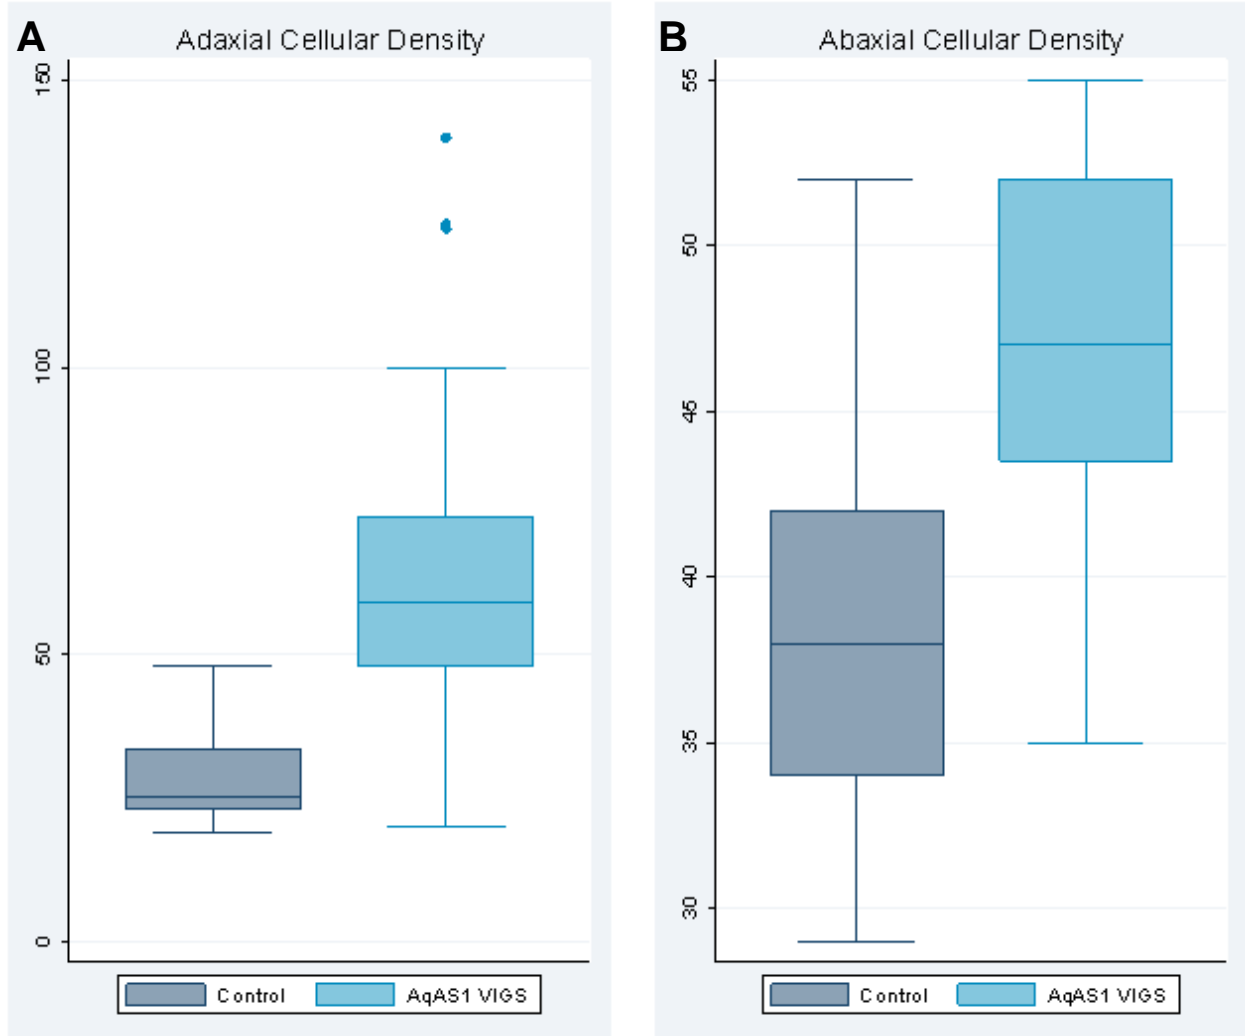 A
Adaxial Cellular Density
150
100
50
0
Control
AqAS1 VIGS
B
Abaxial Cellular Density
55
50
45
40
35
30
Control
AqAS1 VIGS